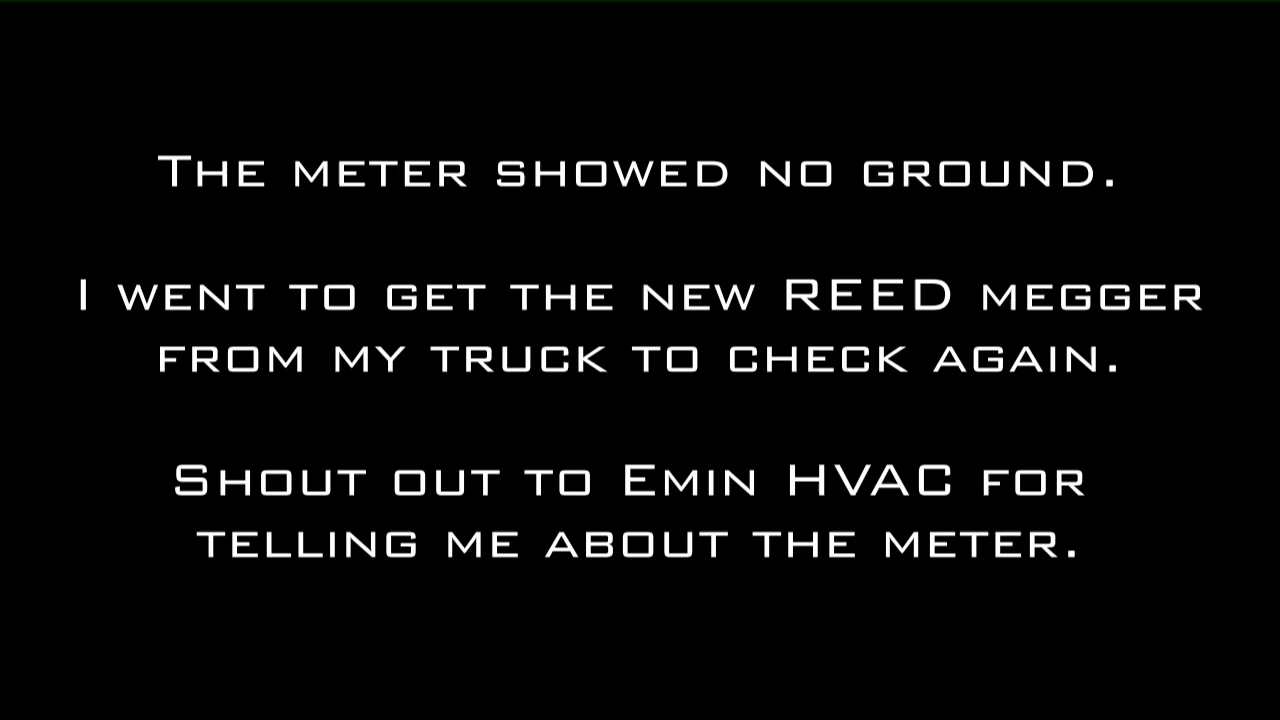 The meter showed no ground.
I went to get the new REED megger
from my truck to check again.
Shout out to Emin HVAC for
telling me about the meter.